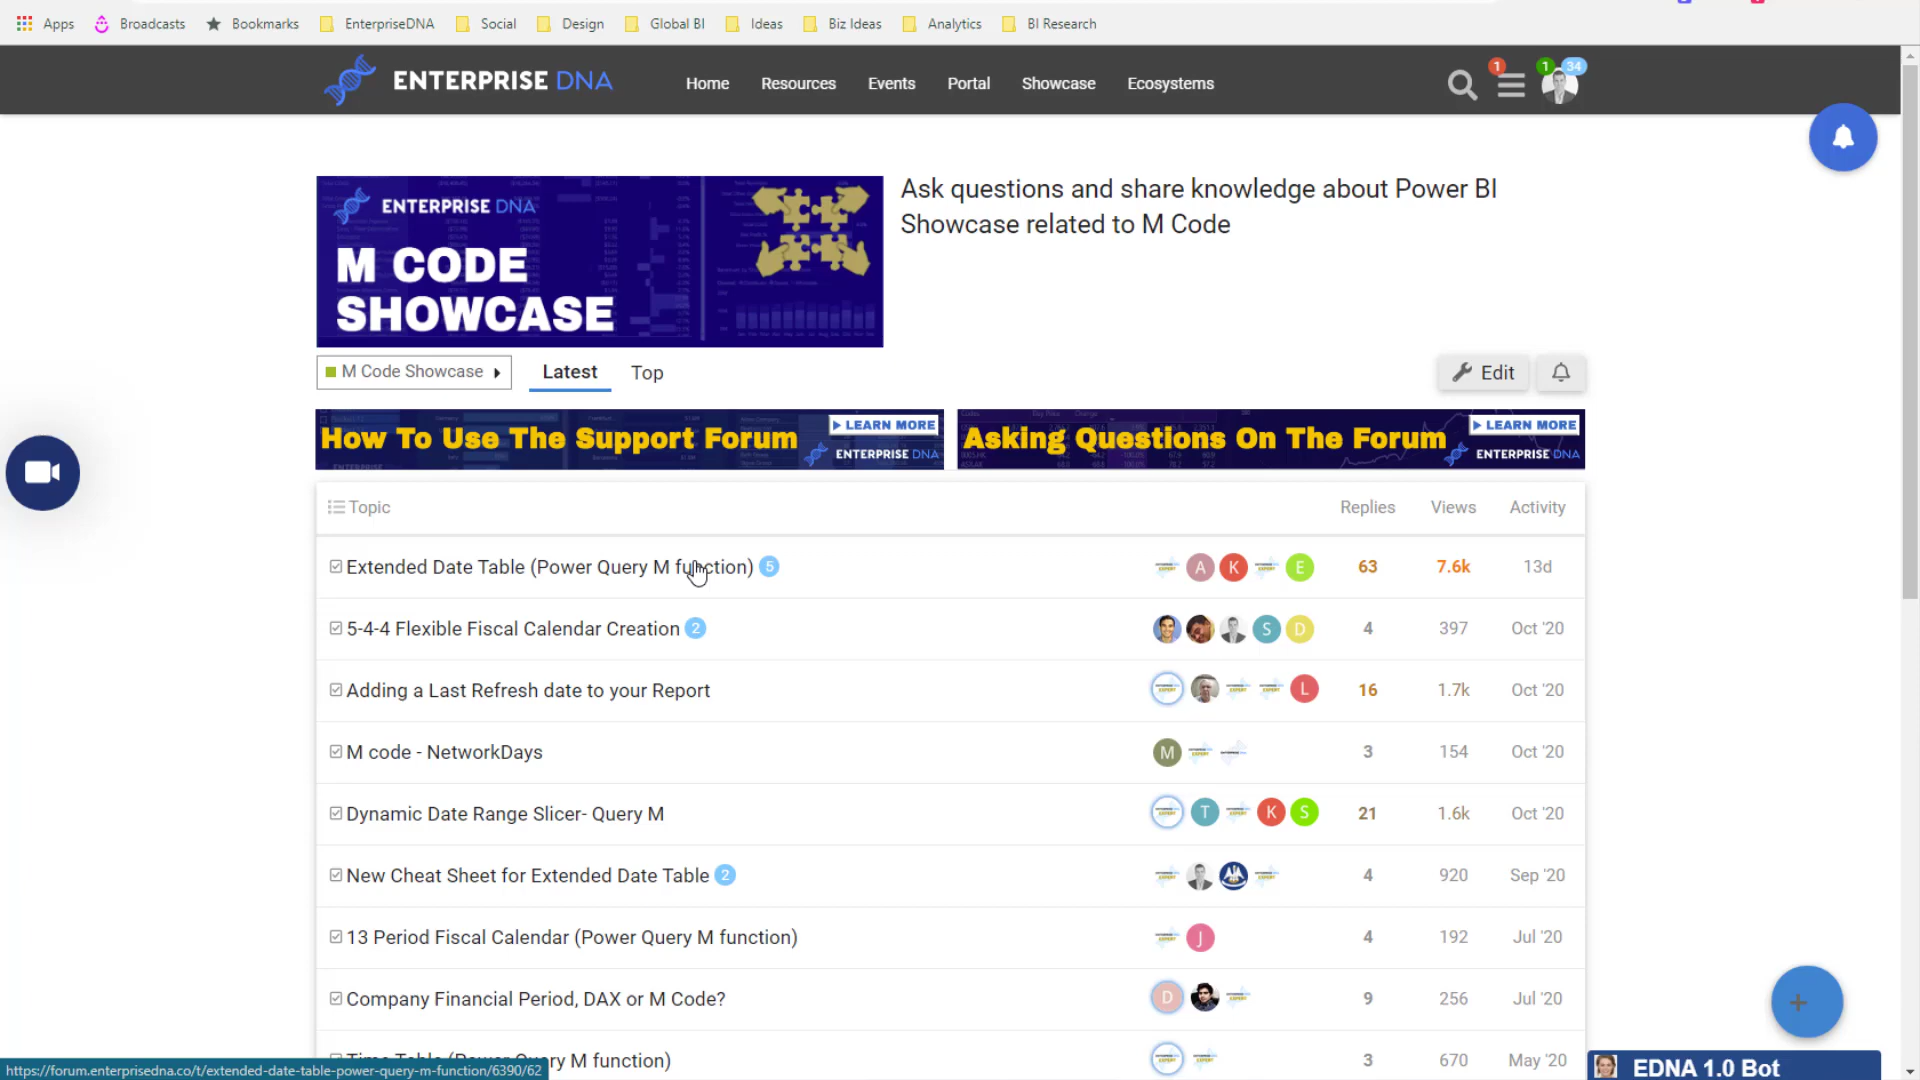 Apps Broadcasts Bookmarks EnterpriseDNA Social Design Global BI Ideas Biz Ideas Analytics BI Research
ENTERPRISE DNA Home Resources Events Portal Showcase Ecosystems 1 1 34
ENTERPRISE DNA
M CODE
SHOWCASE
Ask questions and share knowledge about Power BI
Showcase related to M Code
M Code Showcase Latest Top Edit
How To Use The Support Forum LEARN MORE
ENTERPRISE DNA
Asking Questions On The Forum LEARN MORE
ENTERPRISE DNA
Topic Replies Views Activity
Extended Date Table (Power Query M function) 5 A K E 63 7.6k 13d
5-4-4 Flexible Fiscal Calendar Creation 2 S D 4 397 Oct '20
Adding a Last Refresh date to your Report L 16 1.7k Oct '20
M code - NetworkDays M 3 154 Oct '20
Dynamic Date Range Slicer- Query M T K S 21 1.6k Oct '20
New Cheat Sheet for Extended Date Table 2 4 920 Sep '20
13 Period Fiscal Calendar (Power Query M function) J 4 192 Jul '20
Company Financial Period, DAX or M Code? D 9 256 Jul '20
Time Table (Power Query M function) 3 670 May '20
https://forum.enterprisedna.co/t/extended-date-table-power-query-m-function/6390/62
EDNA 1.0 Bot